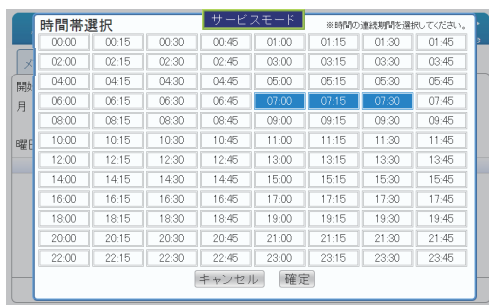 サービスモード
時間帯選択
※時間の連続期間を選択してください。
00:00 00:15 00:30 00:45 01:00 01:15 01:30 01:45
02:00 02:15 02:30 02:45 03:00 03:15 03:30 03:45
04:00 04:15 04:30 04:45 05:00 05:15 05:30 05:45
06:00 06:15 06:30 06:45 07:00 07:15 07:30 07:45
08:00 08:15 08:30 08:45 09:00 09:15 09:30 09:45
10:00 10:15 10:30 10:45 11:00 11:15 11:30 11:45
12:00 12:15 12:30 12:45 13:00 13:15 13:30 13:45
14:00 14:15 14:30 14:45 15:00 15:15 15:30 15:45
16:00 16:15 16:30 16:45 17:00 17:15 17:30 17:45
18:00 18:15 18:30 18:45 19:00 19:15 19:30 19:45
20:00 20:15 20:30 20:45 21:00 21:15 21:30 21:45
22:00 22:15 22:30 22:45 23:00 23:15 23:30 23:45
キャンセル 確定
開始
月
曜日